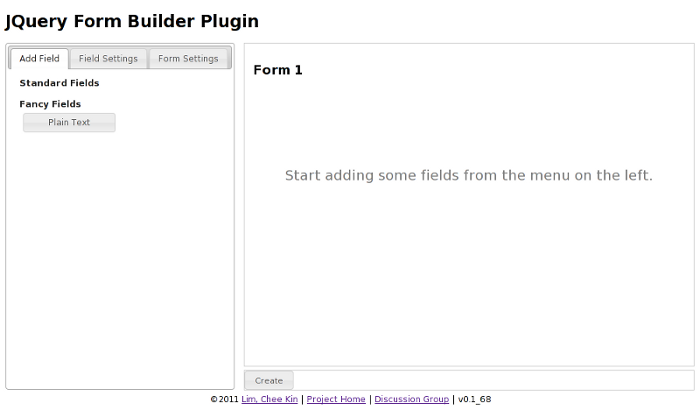 JQuery Form Builder Plugin
Add Field Field Settings Form Settings
Standard Fields
Fancy Fields
Plain Text
Form 1
Start adding some fields from the menu on the left.
Create
©2011 Lim, Chee Kin | Project Home | Discussion Group | v0.1_68